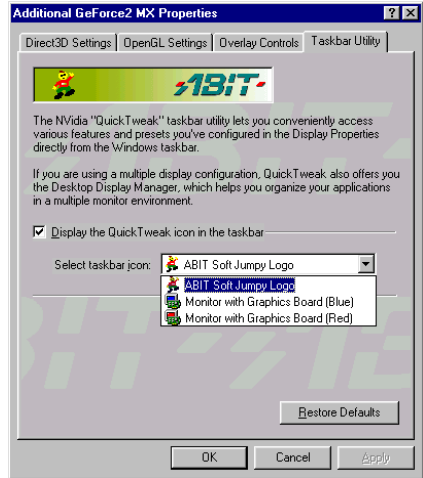 Additional GeForce2 MX Properties
Direct3D Settings OpenGL Settings Overlay Controls Taskbar Utility
ABIT
The NVidia "QuickTweak" taskbar utility lets you conveniently access
various features and presets you've configured in the Display Properties
directly from the Windows taskbar.
If you are using a multiple display configuration, QuickTweak also offers you
the Desktop Display Manager, which helps you organize your applications
in a multiple monitor environment.
Display the QuickTweak icon in the taskbar
Select taskbar icon: ABIT Soft Jumpy Logo
ABIT Soft Jumpy Logo
Monitor with Graphics Board (Blue)
Monitor with Graphics Board (Red)
Restore Defaults
OK Cancel Apply